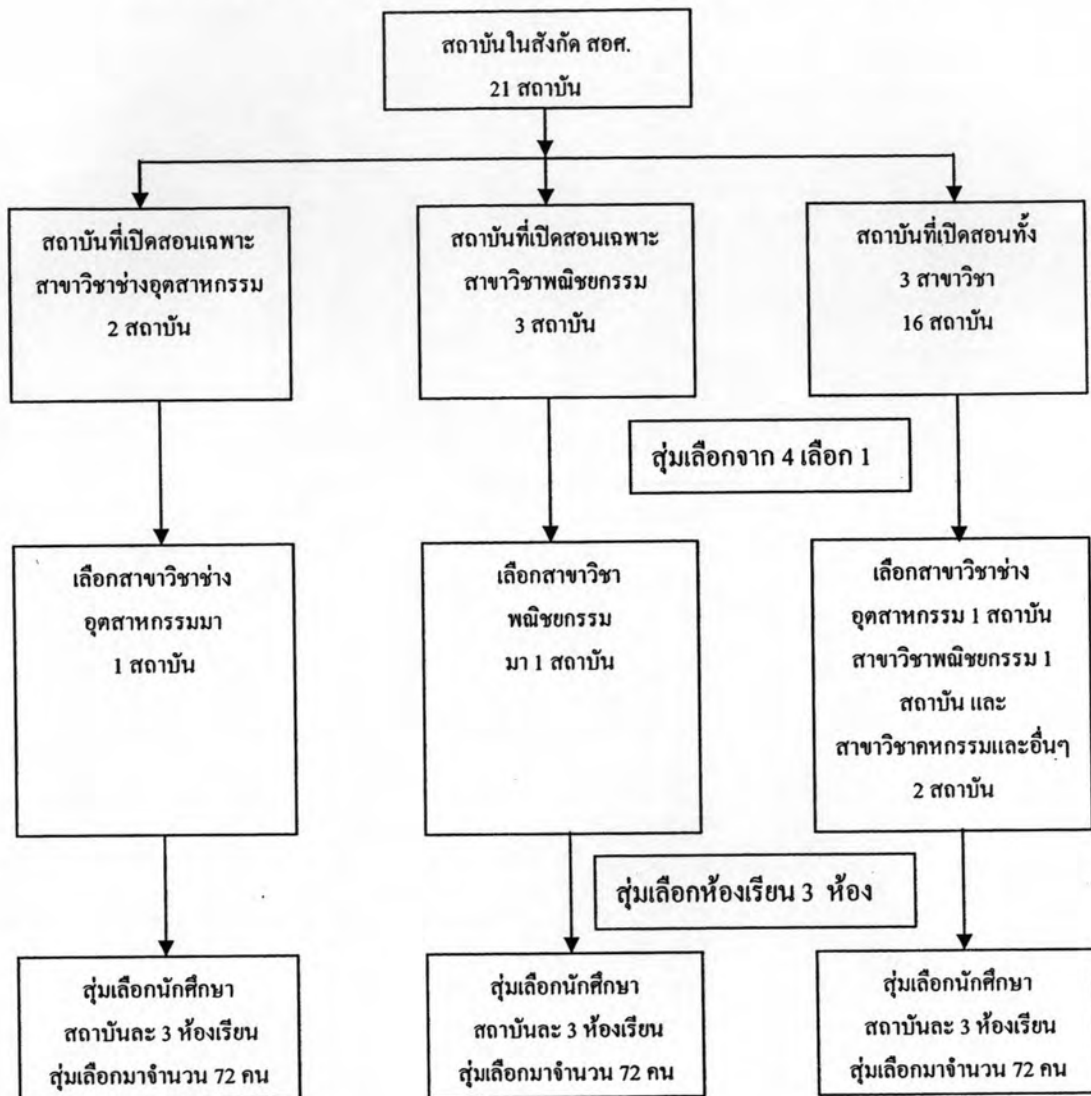 สถาบันในสังกัด สอศ.
21 สถาบัน
สถาบันที่เปิดสอนเฉพาะ
สาขาวิชาช่างอุตสาหกรรม
2 สถาบัน
สถาบันที่เปิดสอนเฉพาะ
สาขาวิชาพณิชยกรรม
3 สถาบัน
สถาบันที่เปิดสอนทั้ง
3 สาขาวิชา
16 สถาบัน
สุ่มเลือกจาก 4 เลือก 1
เลือกสาขาวิชาช่าง
อุตสาหกรรมมา
1 สถาบัน
เลือกสาขาวิชา
พณิชยกรรม
มา 1 สถาบัน
เลือกสาขาวิชาช่าง
อุตสาหกรรม 1 สถาบัน
สาขาวิชาพณิชยกรรม 1
สถาบัน และ
สาขาวิชาคหกรรมและอื่นๆ
2 สถาบัน
สุ่มเลือกห้องเรียน 3 ห้อง
สุ่มเลือกนักศึกษา
สถาบันละ 3 ห้องเรียน
สุ่มเลือกมาจำนวน 72 คน
สุ่มเลือกนักศึกษา
สถาบันละ 3 ห้องเรียน
สุ่มเลือกมาจำนวน 72 คน
สุ่มเลือกนักศึกษา
สถาบันละ 3 ห้องเรียน
สุ่มเลือกมาจำนวน 72 คน